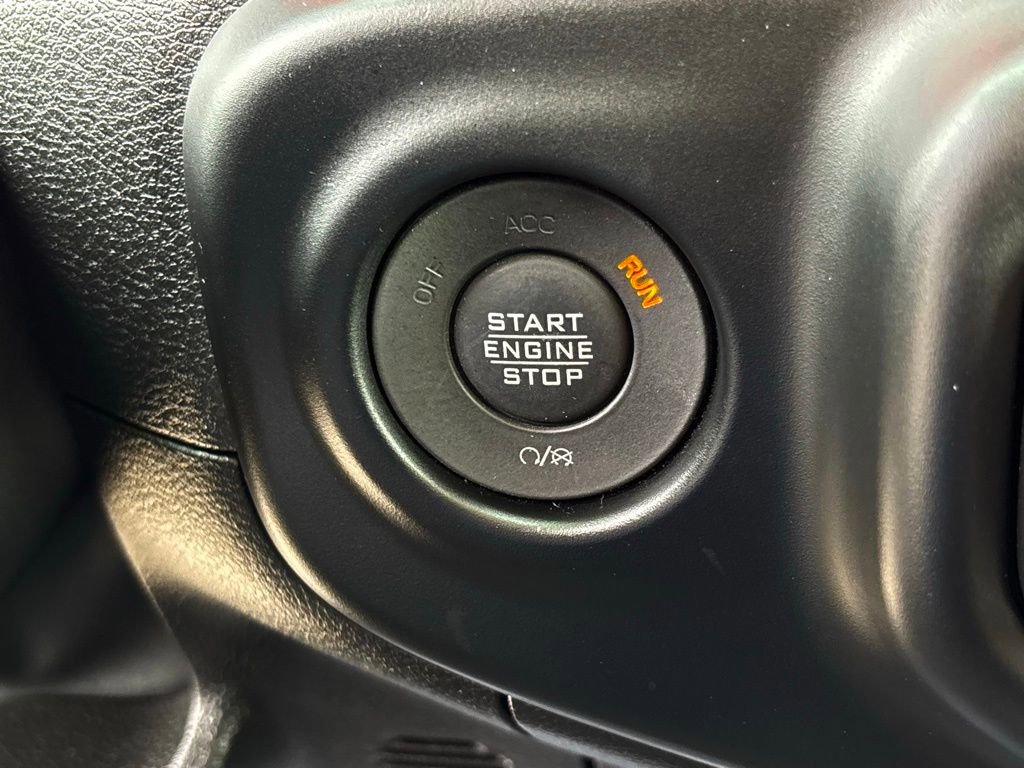 ACC
OFF
RUN
START
ENGINE
STOP